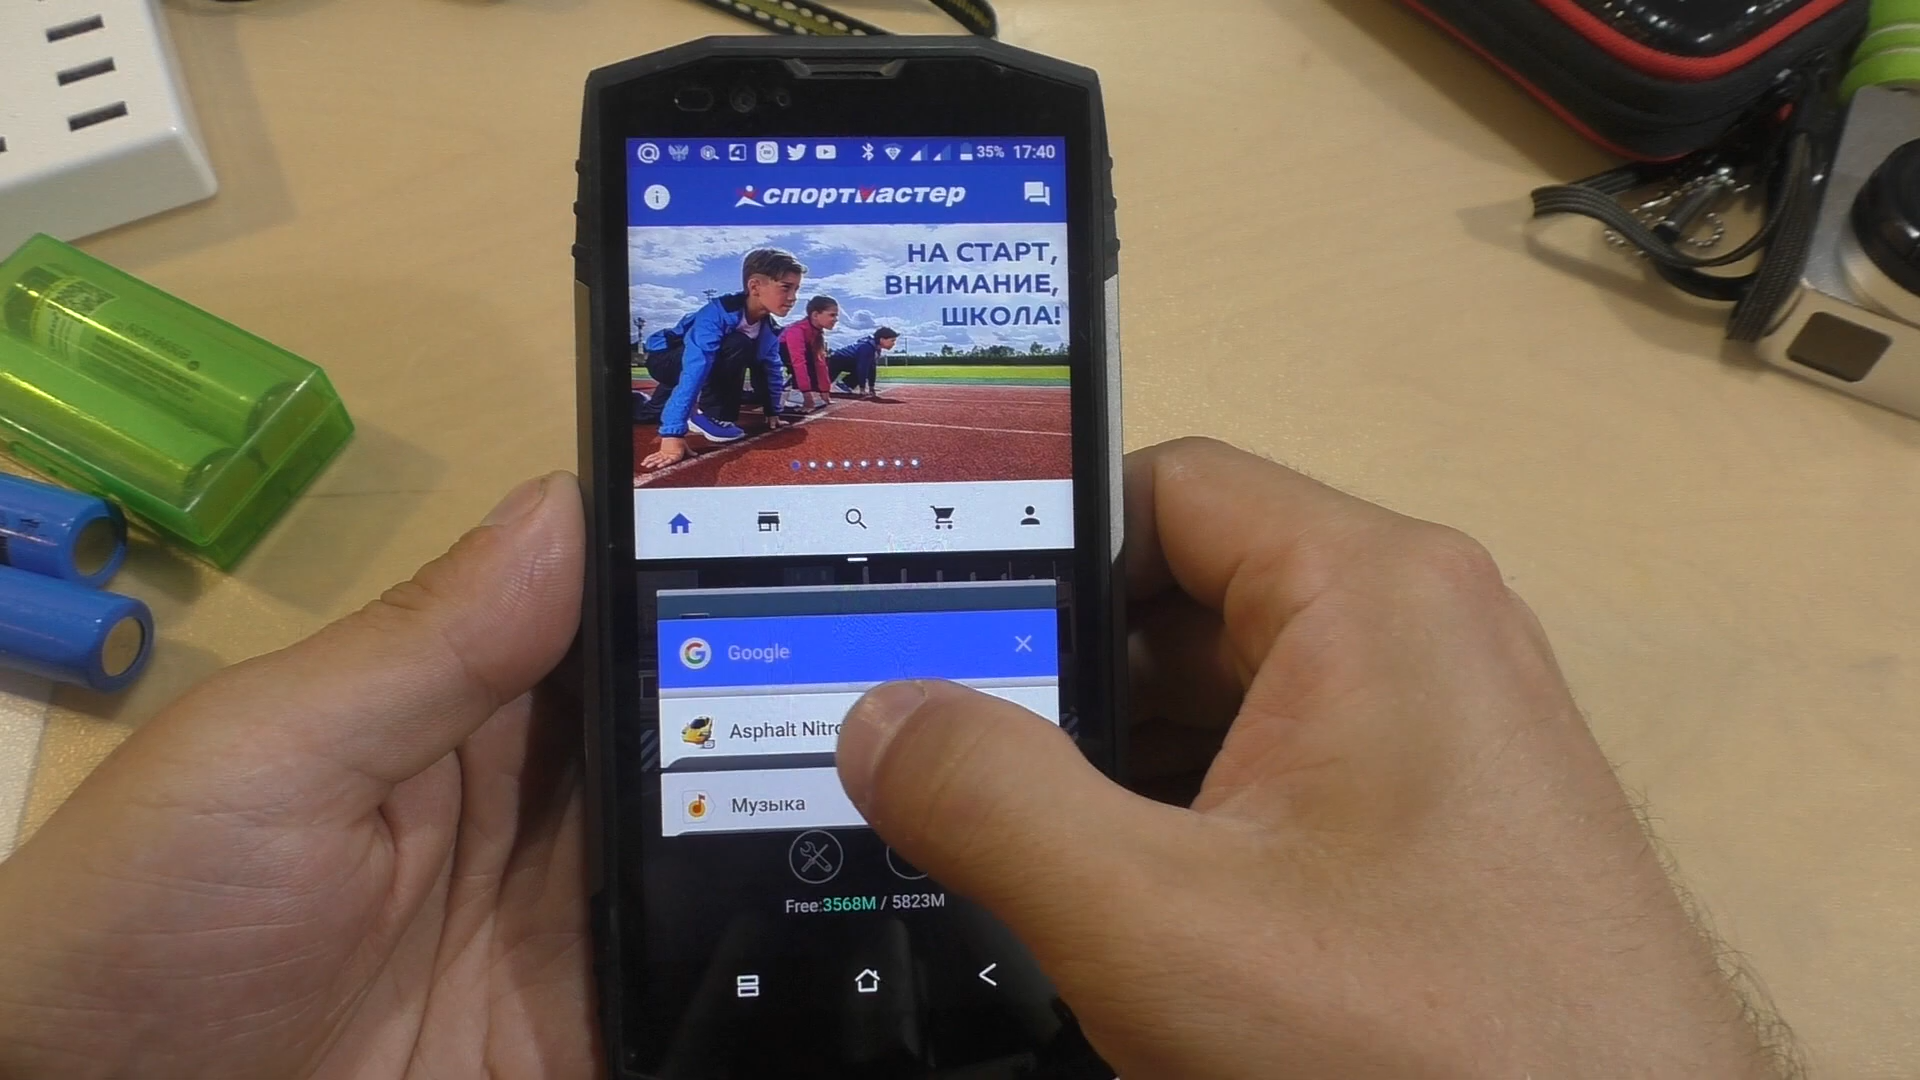 35% 17:40
спортмастер
НА СТАРТ,
ВНИМАНИЕ,
ШКОЛА!
Google
Asphalt Nitro
Музыка
Free:3568M / 5823M